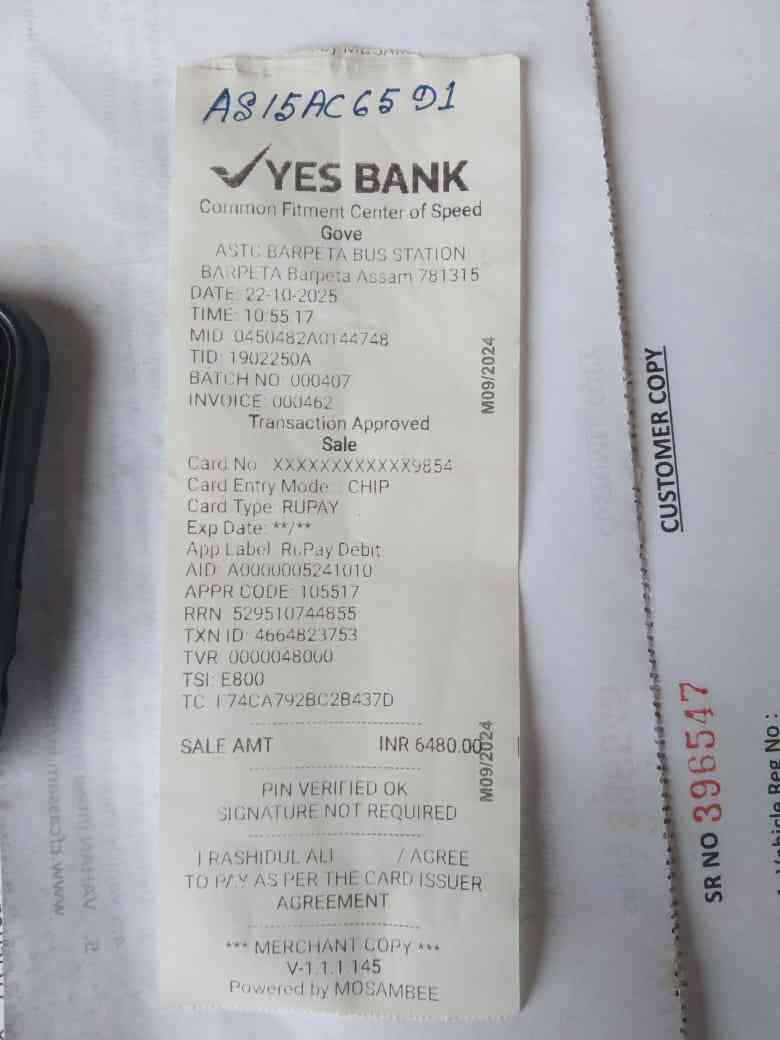 AS15AC6591
YES BANK
Common Fitment Center of Speed
Gove
ASTC BARPETA BUS STATION
BARPETA Barpeta Assam 781315
DATE: 22-10-2025
TIME: 10:55:17
MID: 0450482A0144748
TID: 1902250A
BATCH NO: 000407
INVOICE: 000462
Transaction Approved
Sale
Card No: XXXXXXXXXXXX9854
Card Entry Mode: CHIP
Card Type: RUPAY
Exp Date: **/**
App Label: RuPay Debit
AID: A0000005241010
APPR CODE: 105517
RRN: 529510744855
TXN ID: 4664823753
TVR: 0000048000
TSI: E800
TC: F74CA792BC2B437D
SALE AMT INR 6480.00
PIN VERIFIED OK
SIGNATURE NOT REQUIRED
I RASHIDUL ALI / AGREE
TO PAY AS PER THE CARD ISSUER
AGREEMENT
*** MERCHANT COPY ***
V-1.1.1.145
Powered by MOSAMBEE
M09/2024
M09/2024
CUSTOMER COPY
SR NO 396547
Vehicle Reg No :